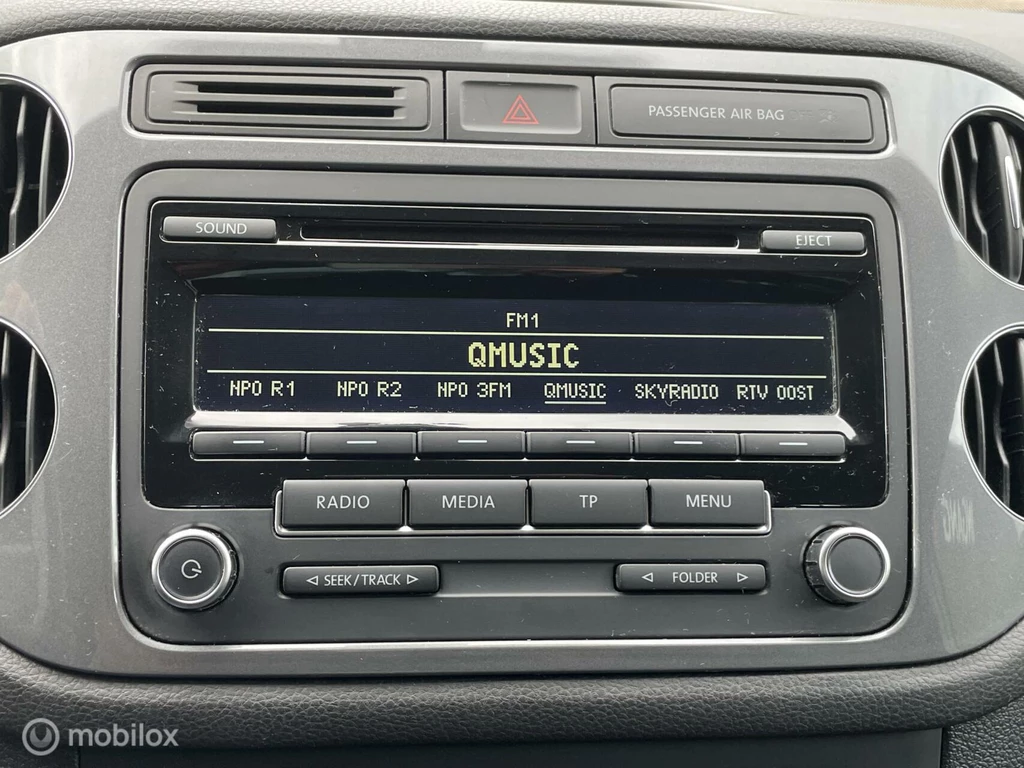 PASSENGER AIR BAG
SOUND
EJECT
FM1
QMUSIC
NPO R1 NPO R2 NPO 3FM QMUSIC SKYRADIO RTV OOST
RADIO MEDIA TP MENU
SEEK/TRACK FOLDER
mobilox